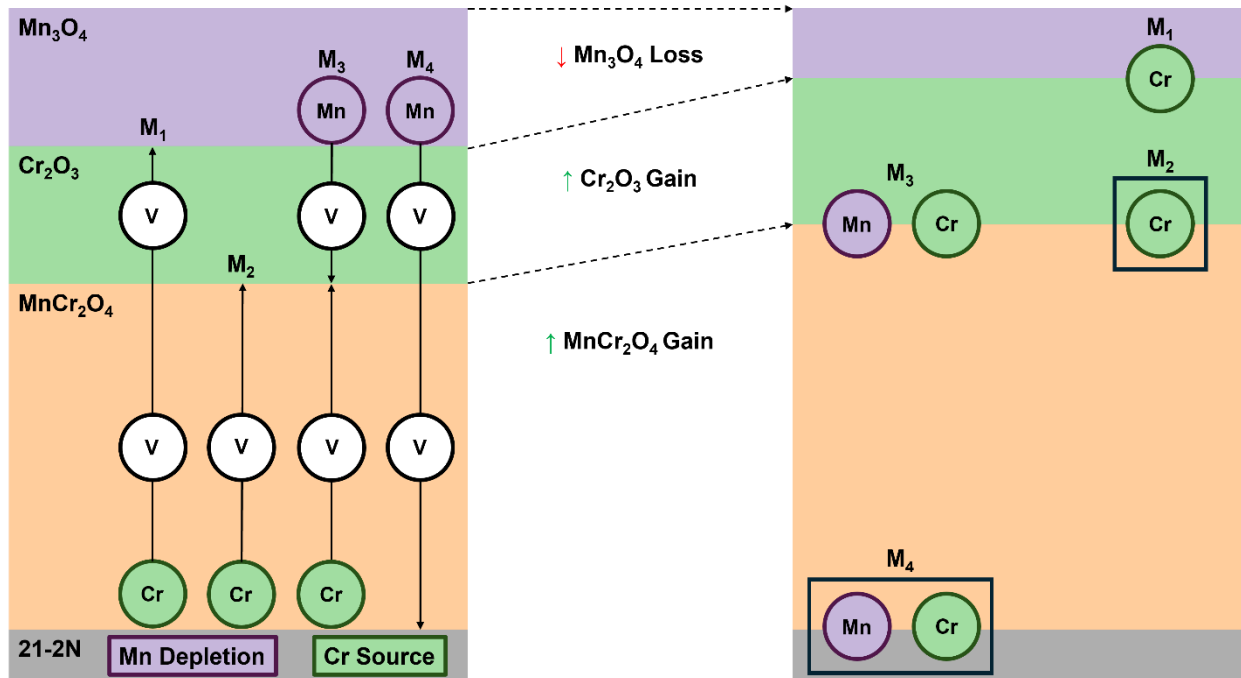 Mn₃O₄
M₃
M₄
Mn
Mn
M₁
Cr₂O₃
V
V
V
M₂
MnCr₂O₄
V
V
V
V
Cr
Cr
Cr
21-2N
Mn Depletion
Cr Source
↓ Mn₃O₄ Loss
↑ Cr₂O₃ Gain
↑ MnCr₂O₄ Gain
M₁
Cr
M₃
M₂
Mn
Cr
Cr
M₄
Mn
Cr